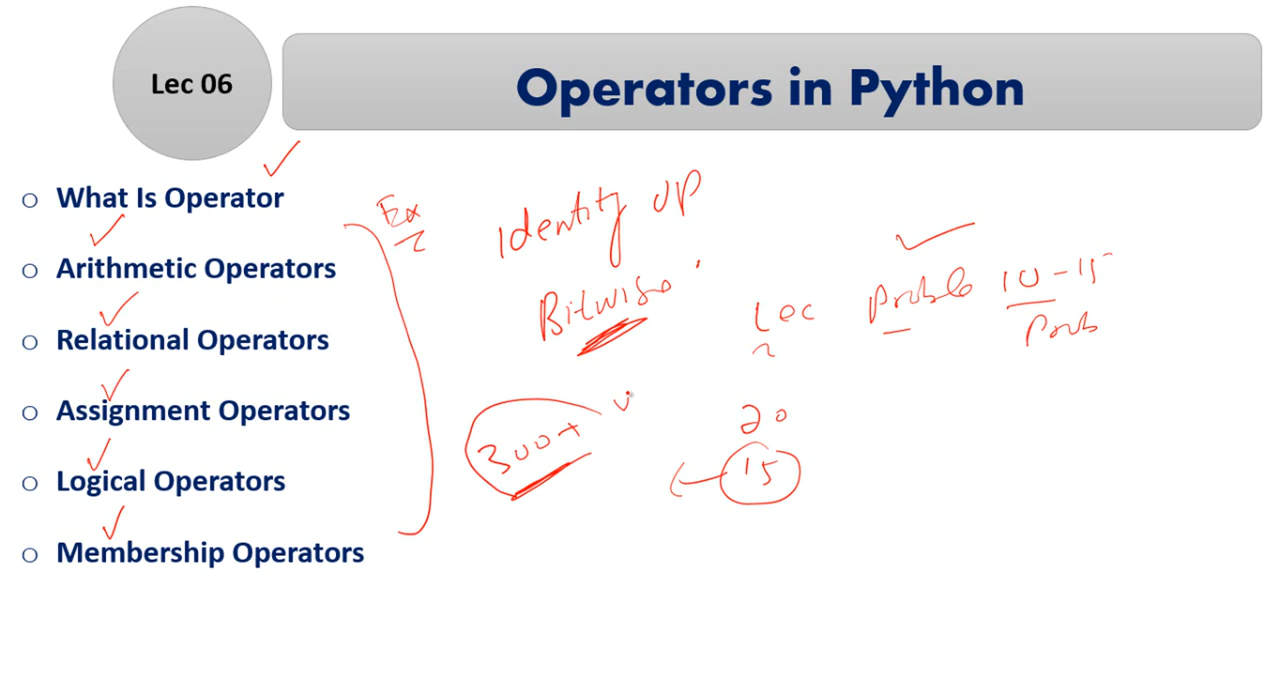 Lec 06
Operators in Python
What Is Operator
Arithmetic Operators
Relational Operators
Assignment Operators
Logical Operators
Membership Operators
Ex
Identity op
Bitwise
Lec
10-15
Prob
300+
20
15